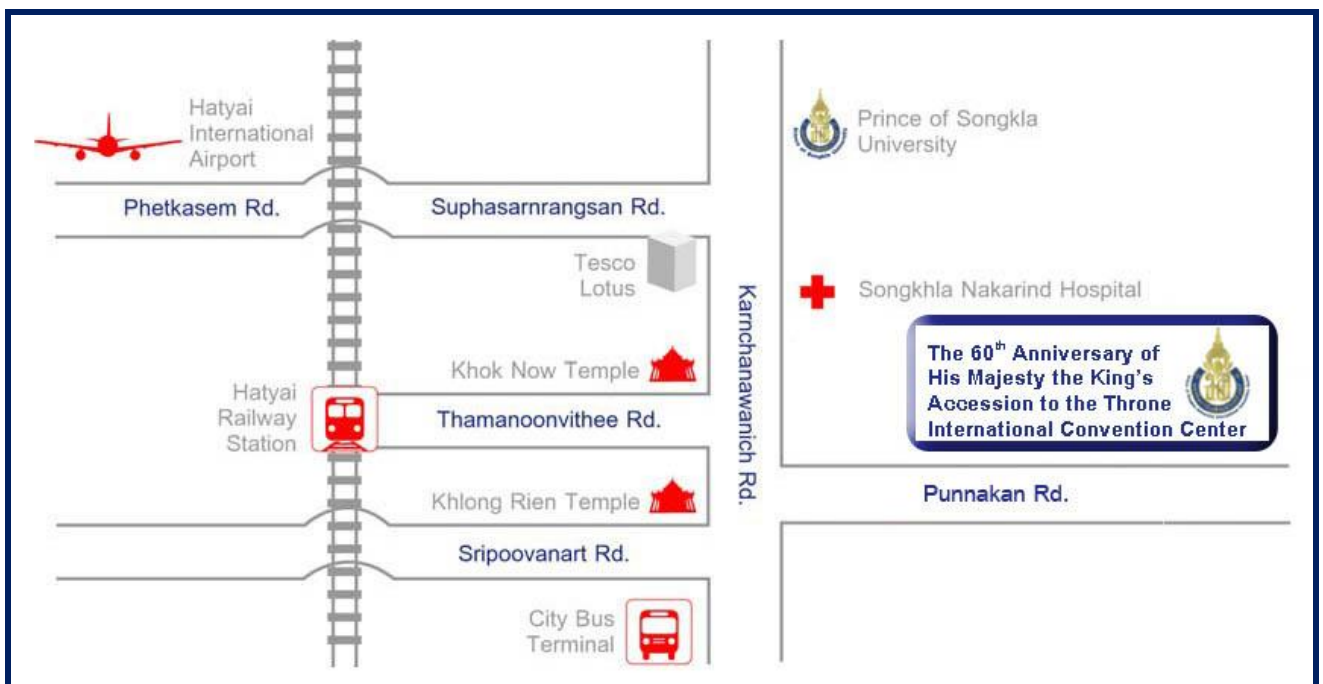 Hatyai
International
Airport
Prince of Songkla
University
Phetkasem Rd.
Suphasarnrangsan Rd.
Tesco
Lotus
Karnchanawanich Rd.
Songkhla Nakarind Hospital
The 60th Anniversary of
His Majesty the King's
Accession to the Throne
International Convention Center
Khok Now Temple
Hatyai
Railway
Station
Thamanoonvithee Rd.
Khlong Rien Temple
Punnakan Rd.
Sripoovanart Rd.
City Bus
Terminal